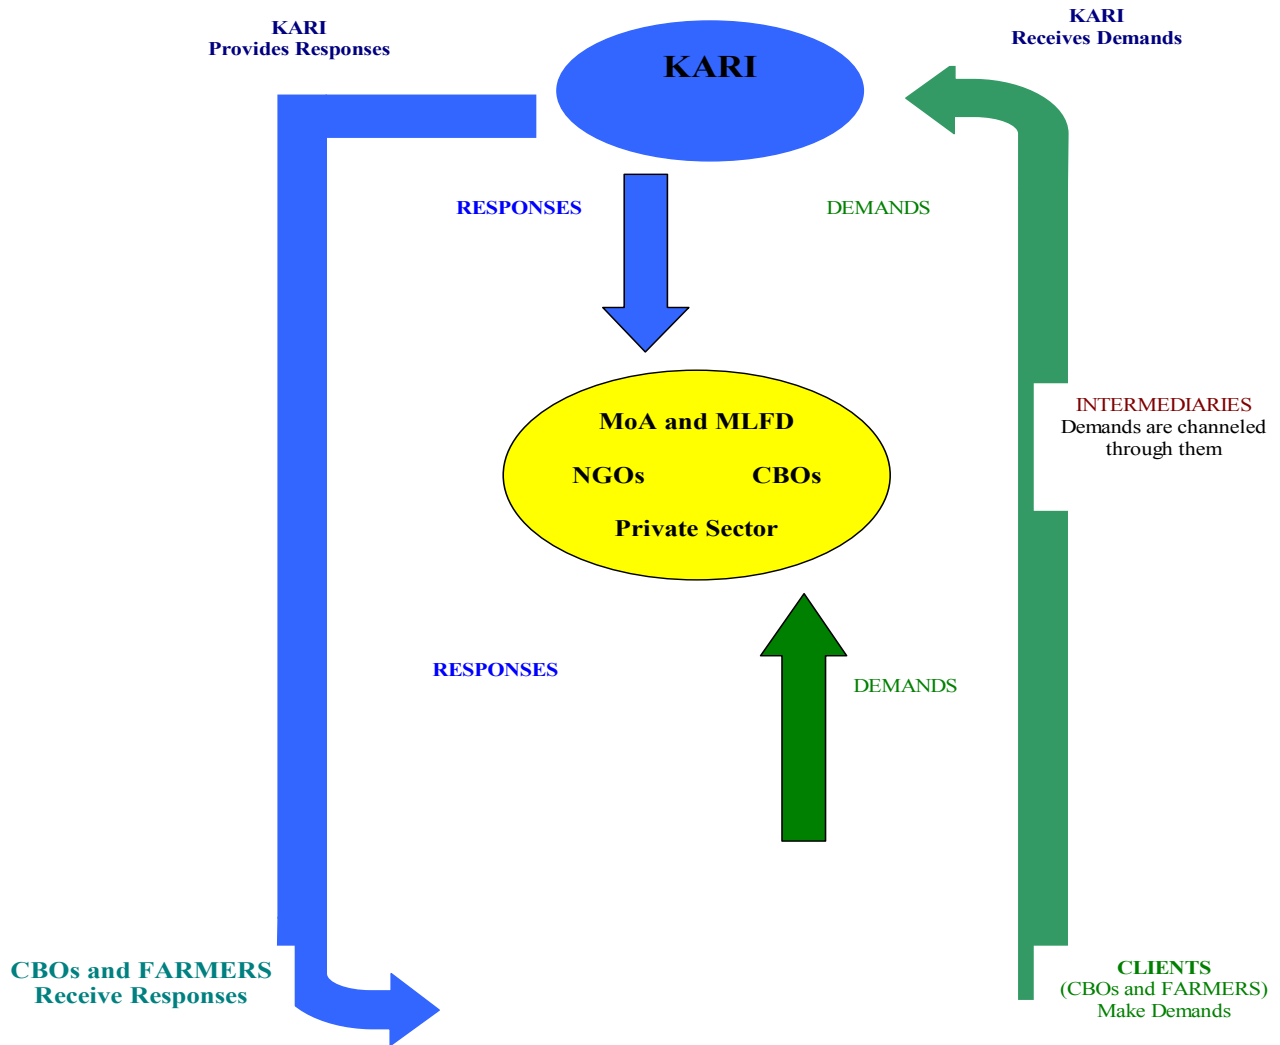 KARI
Provides Responses
KARI
KARI
Receives Demands
RESPONSES
DEMANDS
MoA and MLFD
NGOs CBOs
Private Sector
INTERMEDIARIES
Demands are channeled
through them
RESPONSES
DEMANDS
CBOs and FARMERS
Receive Responses
CLIENTS
(CBOs and FARMERS)
Make Demands